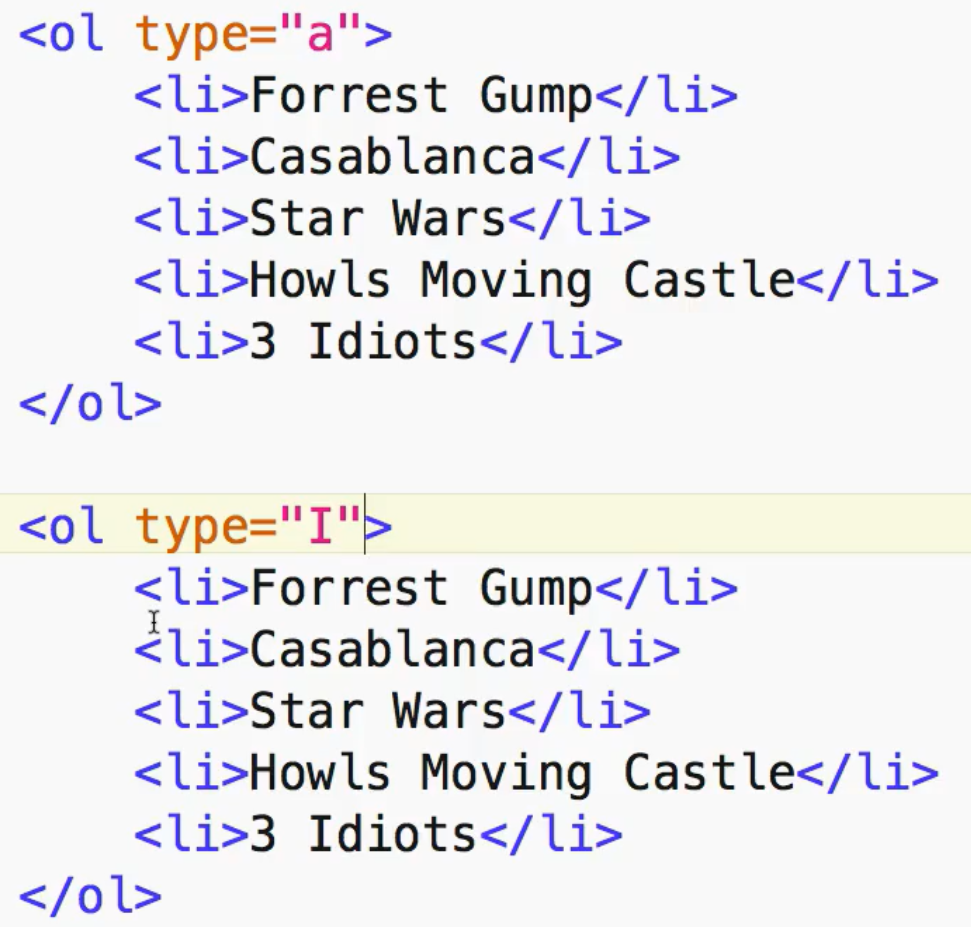 <ol type="a">
    <li>Forrest Gump</li>
    <li>Casablanca</li>
    <li>Star Wars</li>
    <li>Howls Moving Castle</li>
    <li>3 Idiots</li>
</ol>
<ol type="I">
    <li>Forrest Gump</li>
    <li>Casablanca</li>
    <li>Star Wars</li>
    <li>Howls Moving Castle</li>
    <li>3 Idiots</li>
</ol>